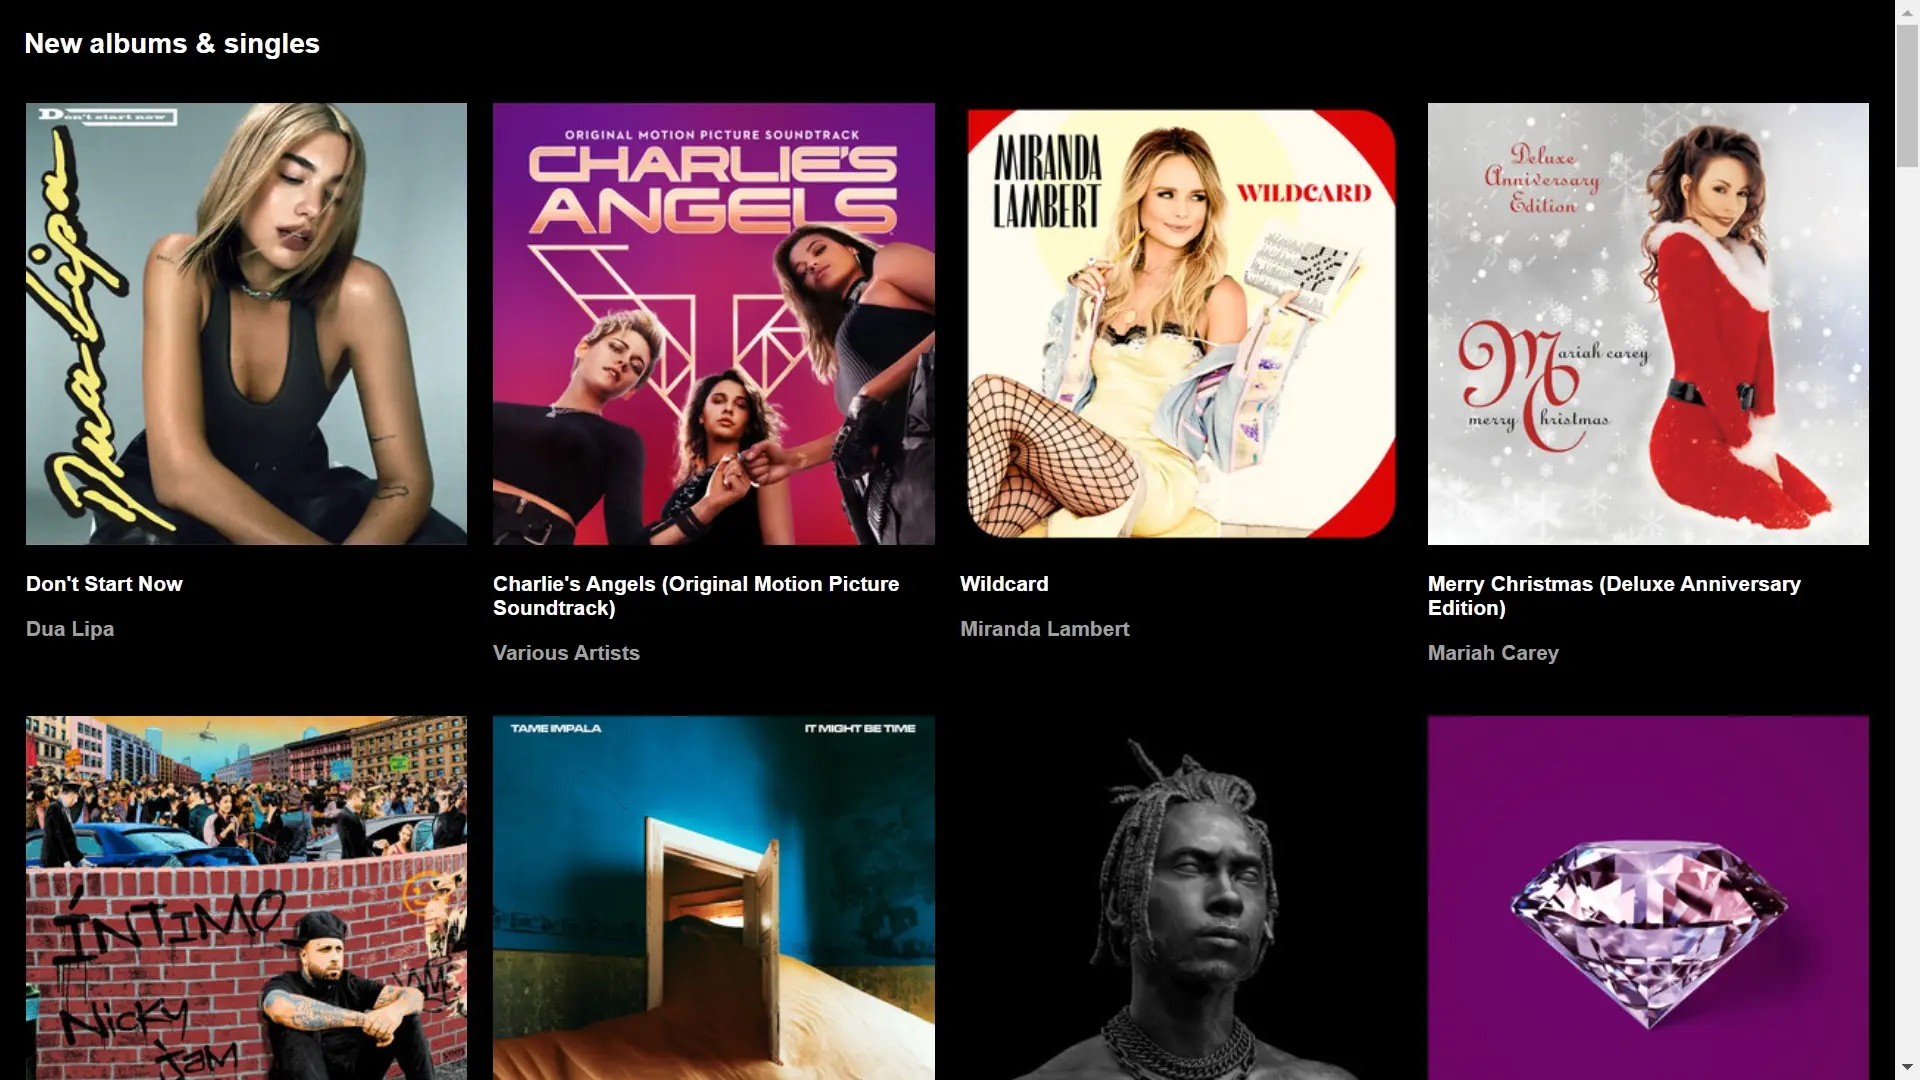 New albums & singles
Don't start now
Dua Lipa
ORIGINAL MOTION PICTURE SOUNDTRACK
CHARLIE'S
ANGELS
MIRANDA
LAMBERT
WILDCARD
Deluxe
Anniversary
Edition
Mariah carey
merry Christmas
Don't Start Now
Dua Lipa
Charlie's Angels (Original Motion Picture
Soundtrack)
Various Artists
Wildcard
Miranda Lambert
Merry Christmas (Deluxe Anniversary
Edition)
Mariah Carey
ÍNTIMO
Nicky
Jam
TAME IMPALA
IT MIGHT BE TIME